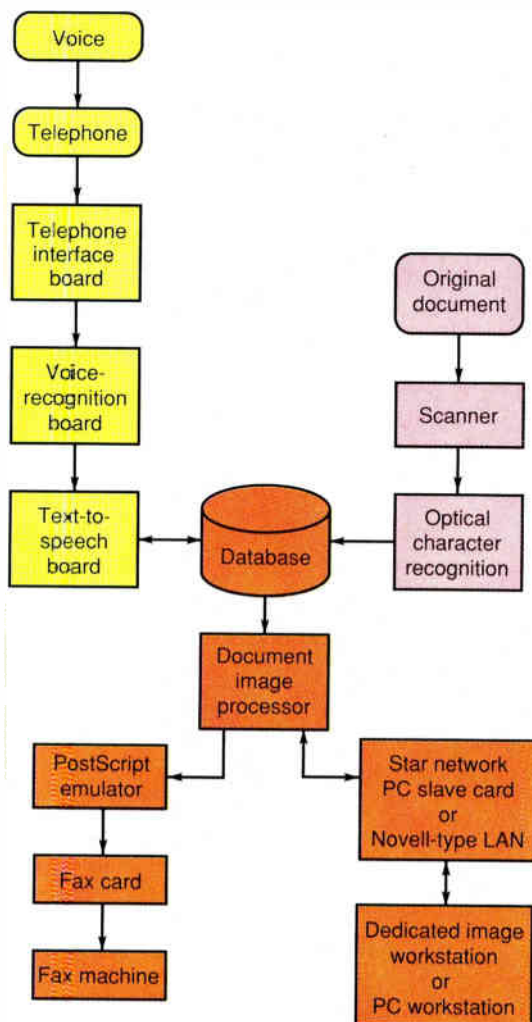 Voice
Telephone
Telephone
interface
board
Voice-
recognition
board
Text-to-
speech
board
Original
document
Scanner
Optical
character
recognition
Database
Document
image
processor
PostScript
emulator
Fax card
Fax machine
Star network
PC slave card
or
Novell-type LAN
Dedicated image
workstation
or
PC workstation